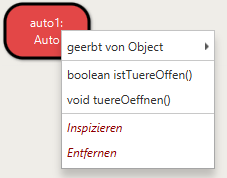 auto1:
Auto
geerbt von Object
boolean istTuereOffen()
void tuereOeffnen()
Inspizieren
Entfernen